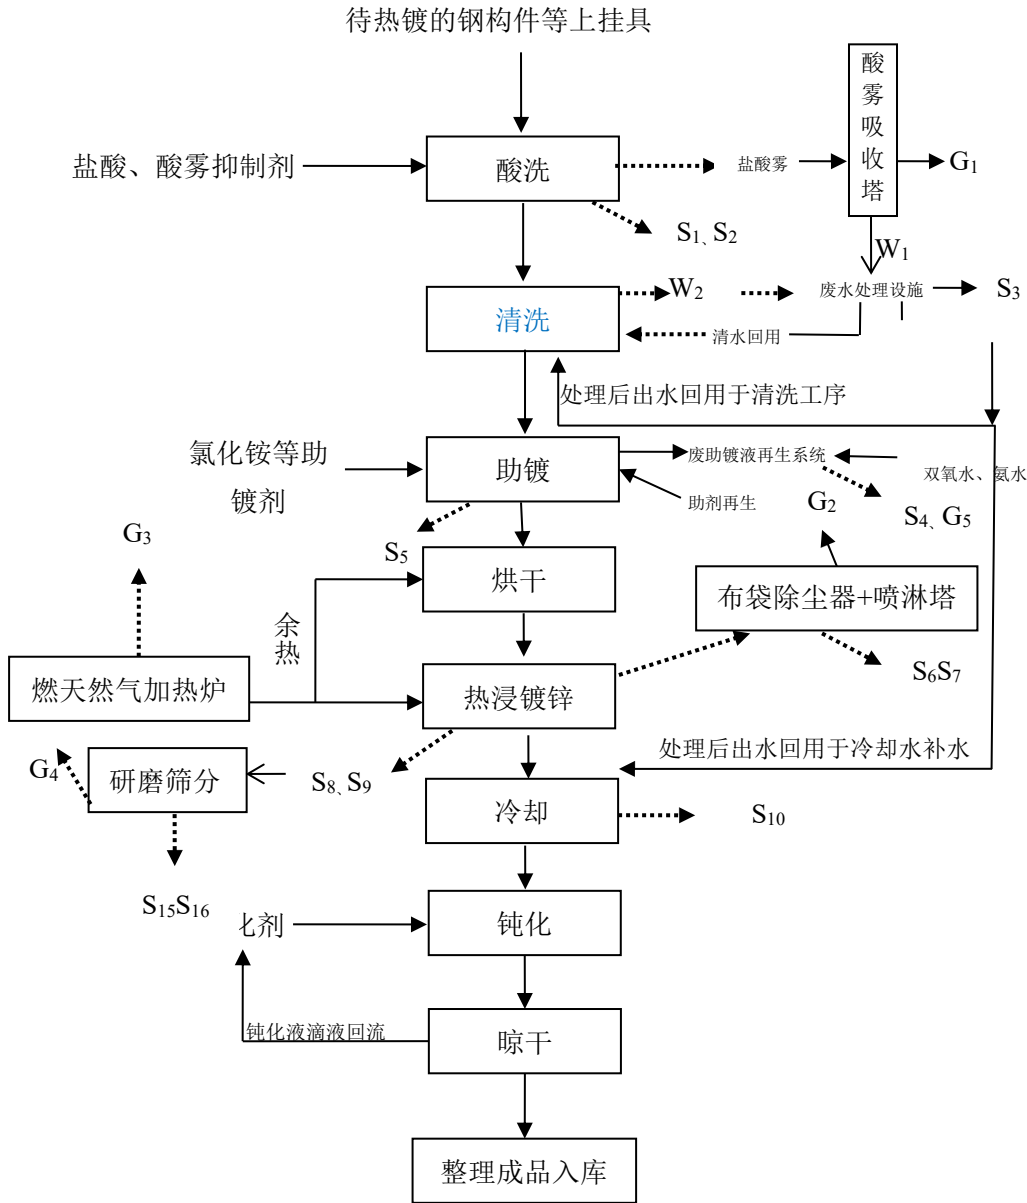 待热镀的钢构件等上挂具
酸雾吸收塔
盐酸、酸雾抑制剂
酸洗
盐酸雾
G₁
S₁、S₂
W₁
清洗
W₂
废水处理设施
S₃
清水回用
处理后出水回用于清洗工序
氯化铵等助
镀剂
助镀
废助镀液再生系统
双氧水、氨水
助剂再生
G₂
S₄、G₅
G₃
S₅
烘干
布袋除尘器+喷淋塔
余热
S₆S₇
燃天然气加热炉
热浸镀锌
处理后出水回用于冷却水补水
G₄
研磨筛分
S₈、S₉
冷却
S₁₀
S₁₅S₁₆
化剂
钝化
钝化液滴液回流
晾干
整理成品入库